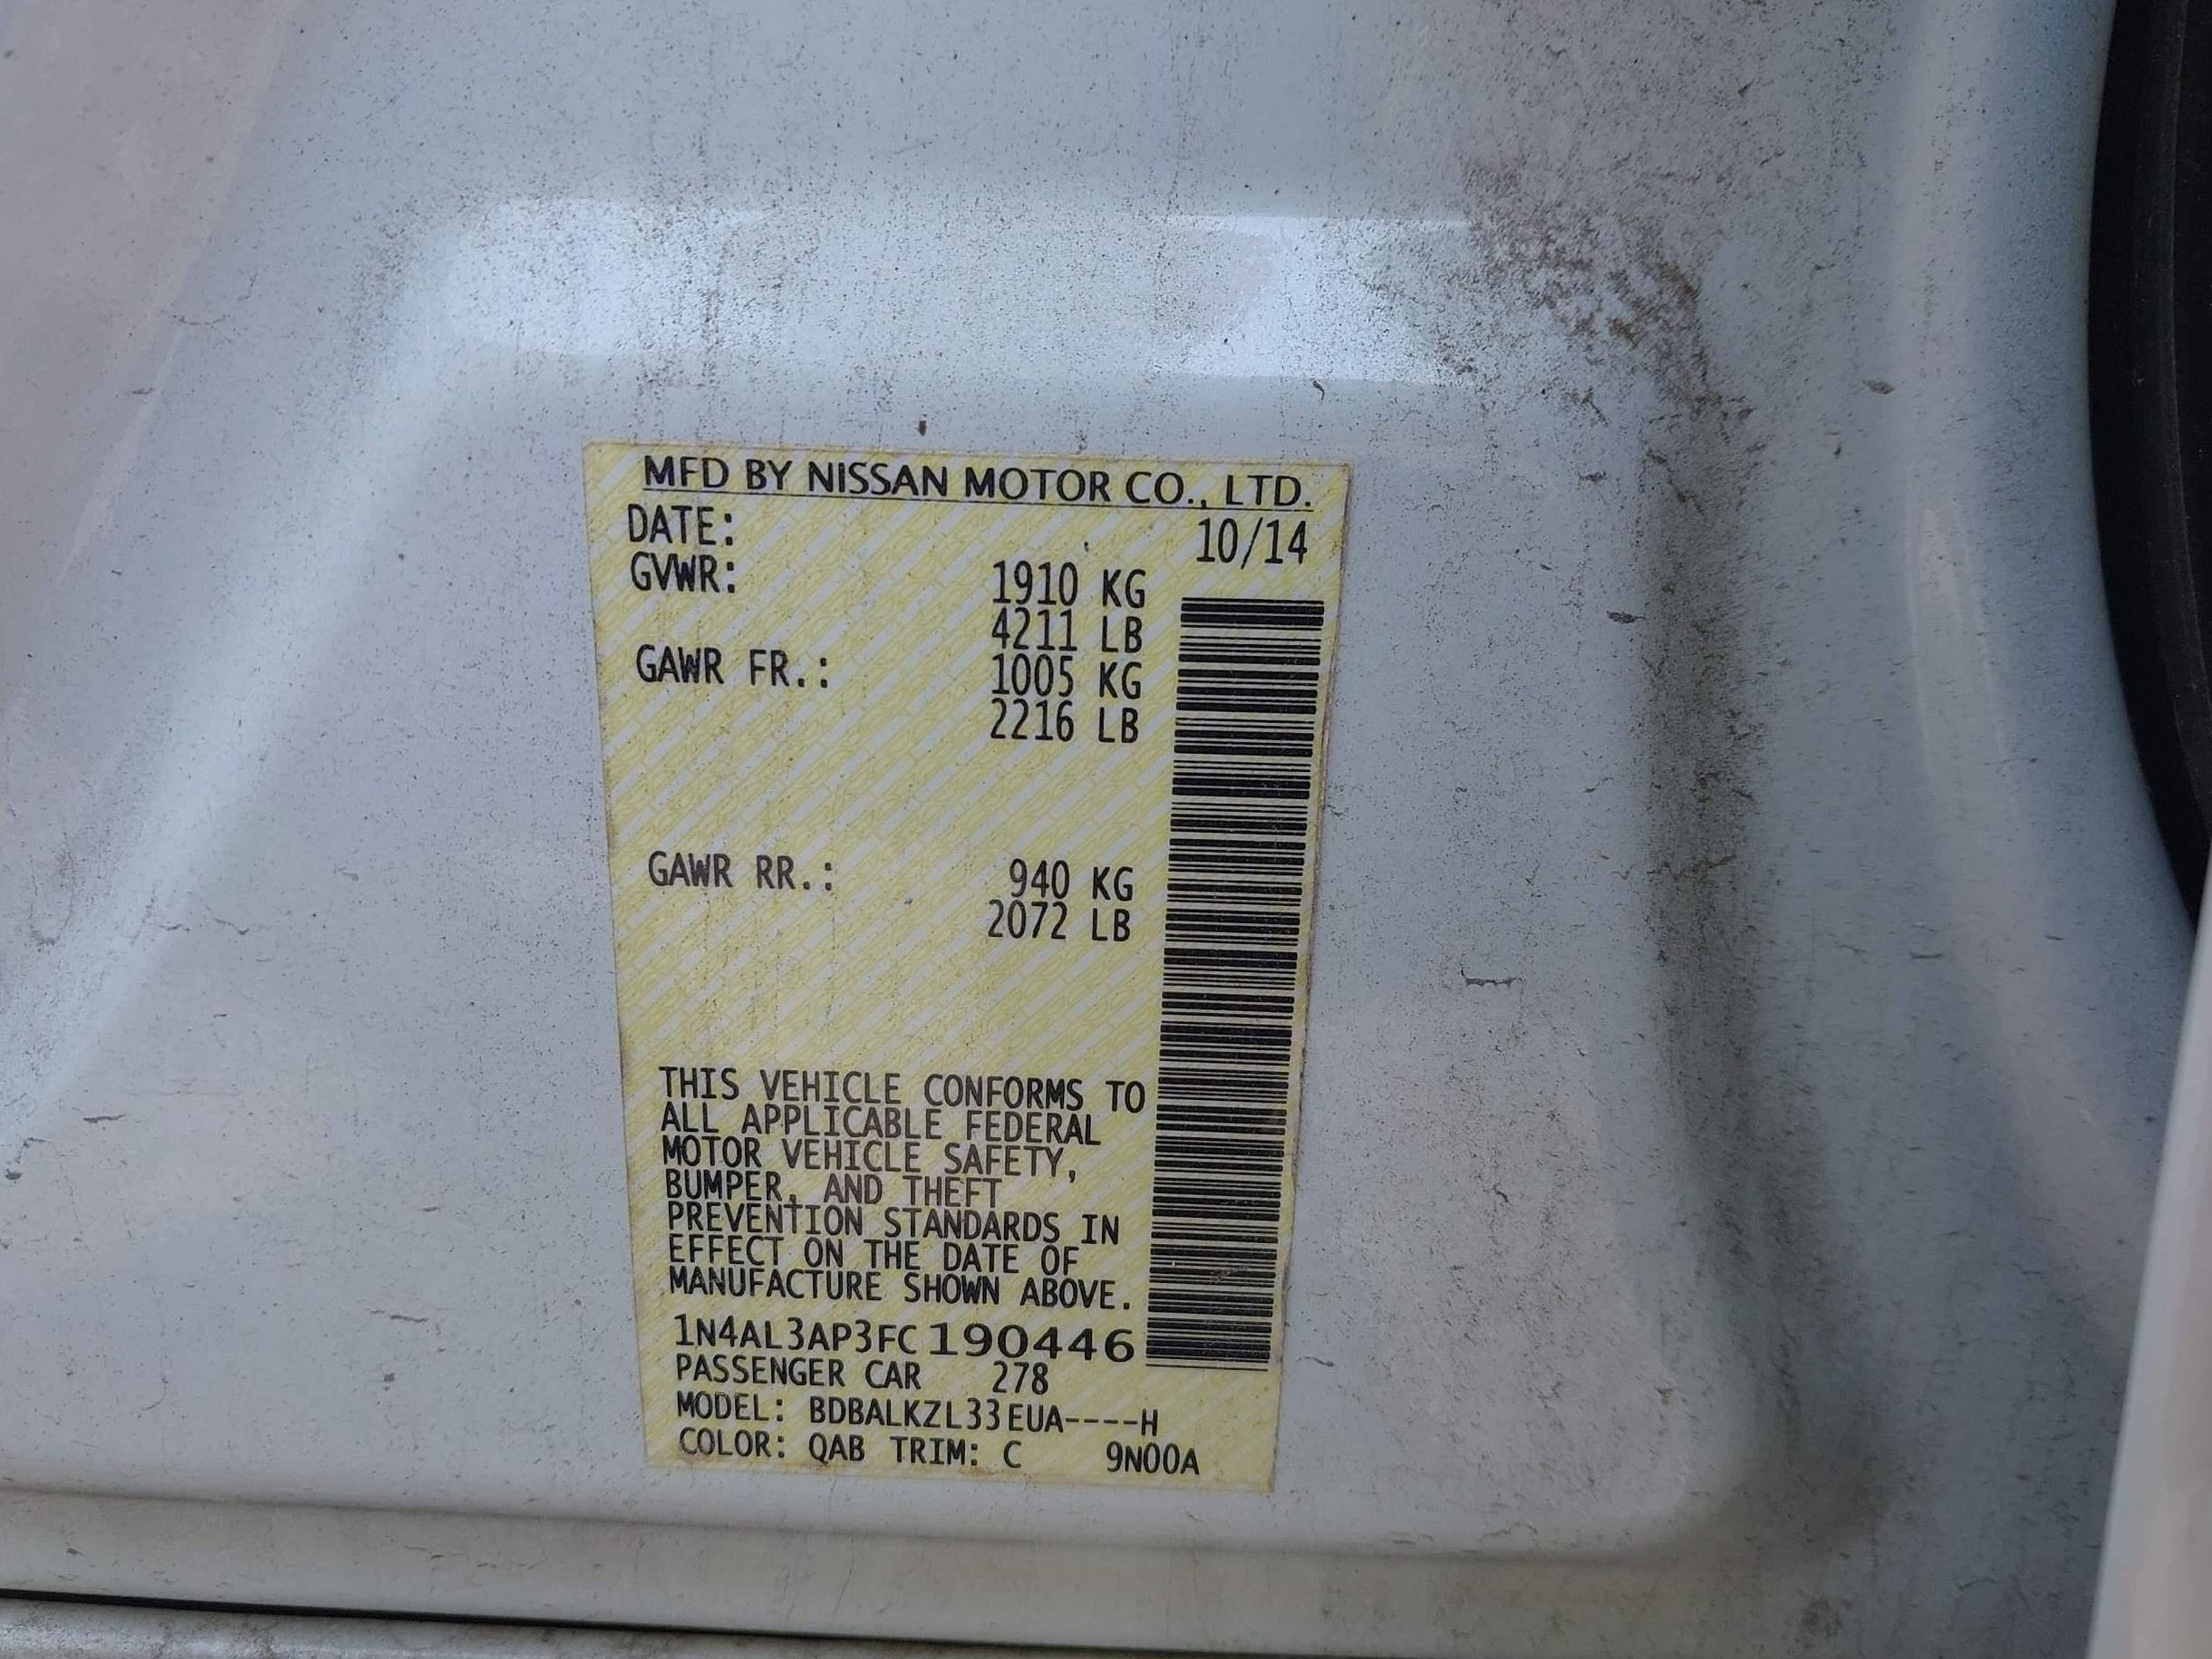 MFD BY NISSAN MOTOR CO., LTD.
DATE: 10/14
GVWR: 1910 KG
4211 LB
GAWR FR.: 1005 KG
2216 LB
GAWR RR.: 940 KG
2072 LB
THIS VEHICLE CONFORMS TO
ALL APPLICABLE FEDERAL
MOTOR VEHICLE SAFETY,
BUMPER, AND THEFT
PREVENTION STANDARDS IN
EFFECT ON THE DATE OF
MANUFACTURE SHOWN ABOVE.
1N4AL3AP3FC190446
PASSENGER CAR 278
MODEL: BDBALKZL33EUA----H
COLOR: QAB TRIM: C 9N00A